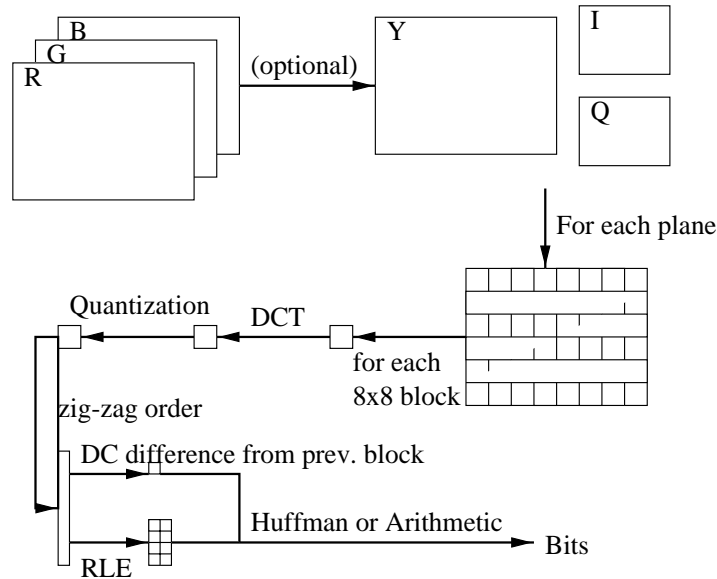 B
G
R
(optional)
Y
I
Q
For each plane
Quantization
DCT
for each
8x8 block
zig-zag order
DC difference from prev. block
Huffman or Arithmetic
Bits
RLE